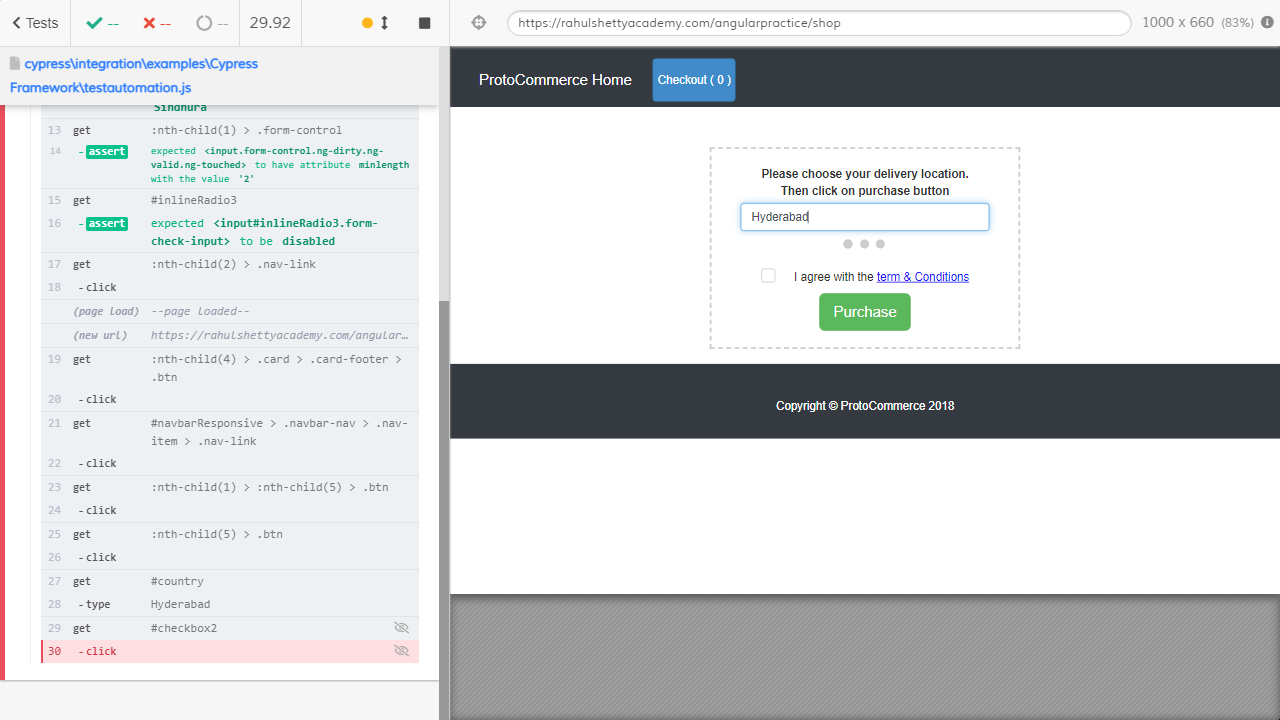 Tests
--
--
--
29.92
https://rahulshettyacademy.com/angularpractice/shop
1000 x 660 (83%)
cypress\integration\examples\Cypress
Framework\testautomation.js
Sindhura
13 get :nth-child(1) > .form-control
14 - assert expected <input.form-control.ng-dirty.ng-
valid.ng-touched> to have attribute minlength
with the value '2'
15 get #inlineRadio3
16 - assert expected <input#inlineRadio3.form-
check-input> to be disabled
17 get :nth-child(2) > .nav-link
18 - click
(page load) --page loaded--
(new url) https://rahulshettyacademy.com/angular...
19 get :nth-child(4) > .card > .card-footer >
.btn
20 - click
21 get #navbarResponsive > .navbar-nav > .nav-
item > .nav-link
22 - click
23 get :nth-child(1) > :nth-child(5) > .btn
24 - click
25 get :nth-child(5) > .btn
26 - click
27 get #country
28 - type Hyderabad
29 get #checkbox2
30 - click
ProtoCommerce Home
Checkout ( 0 )
Please choose your delivery location.
Then click on purchase button
Hyderabad
I agree with the term & Conditions
Purchase
Copyright © ProtoCommerce 2018